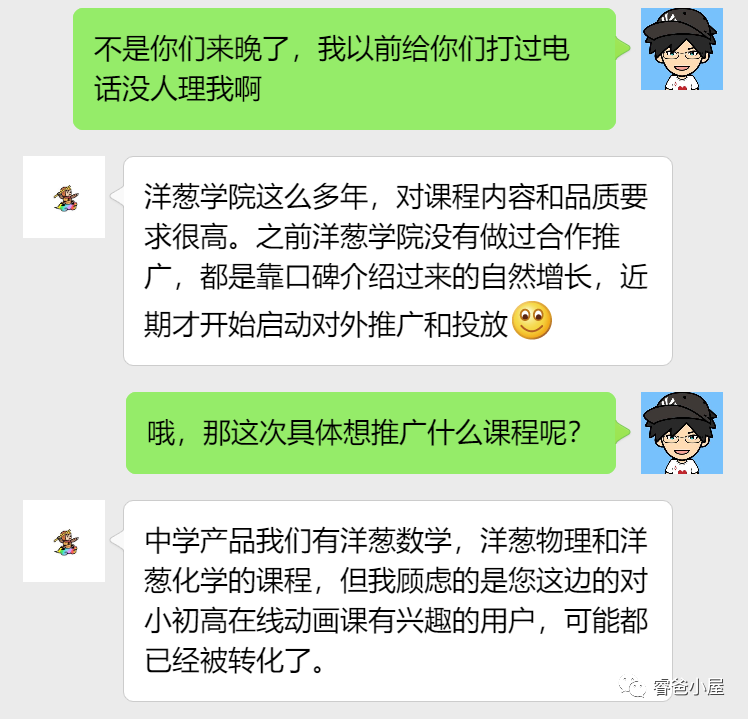 不是你们来晚了，我以前给你们打过电
话没人理我啊
洋葱学院这么多年，对课程内容和品质要
求很高。之前洋葱学院没有做过合作推
广，都是靠口碑介绍过来的自然增长，近
期才开始启动对外推广和投放
哦，那这次具体想推广什么课程呢？
中学产品我们有洋葱数学，洋葱物理和洋
葱化学的课程，但我顾虑的是您这边的对
小初高在线动画课有兴趣的用户，可能都
已经被转化了。
睿爸小屋